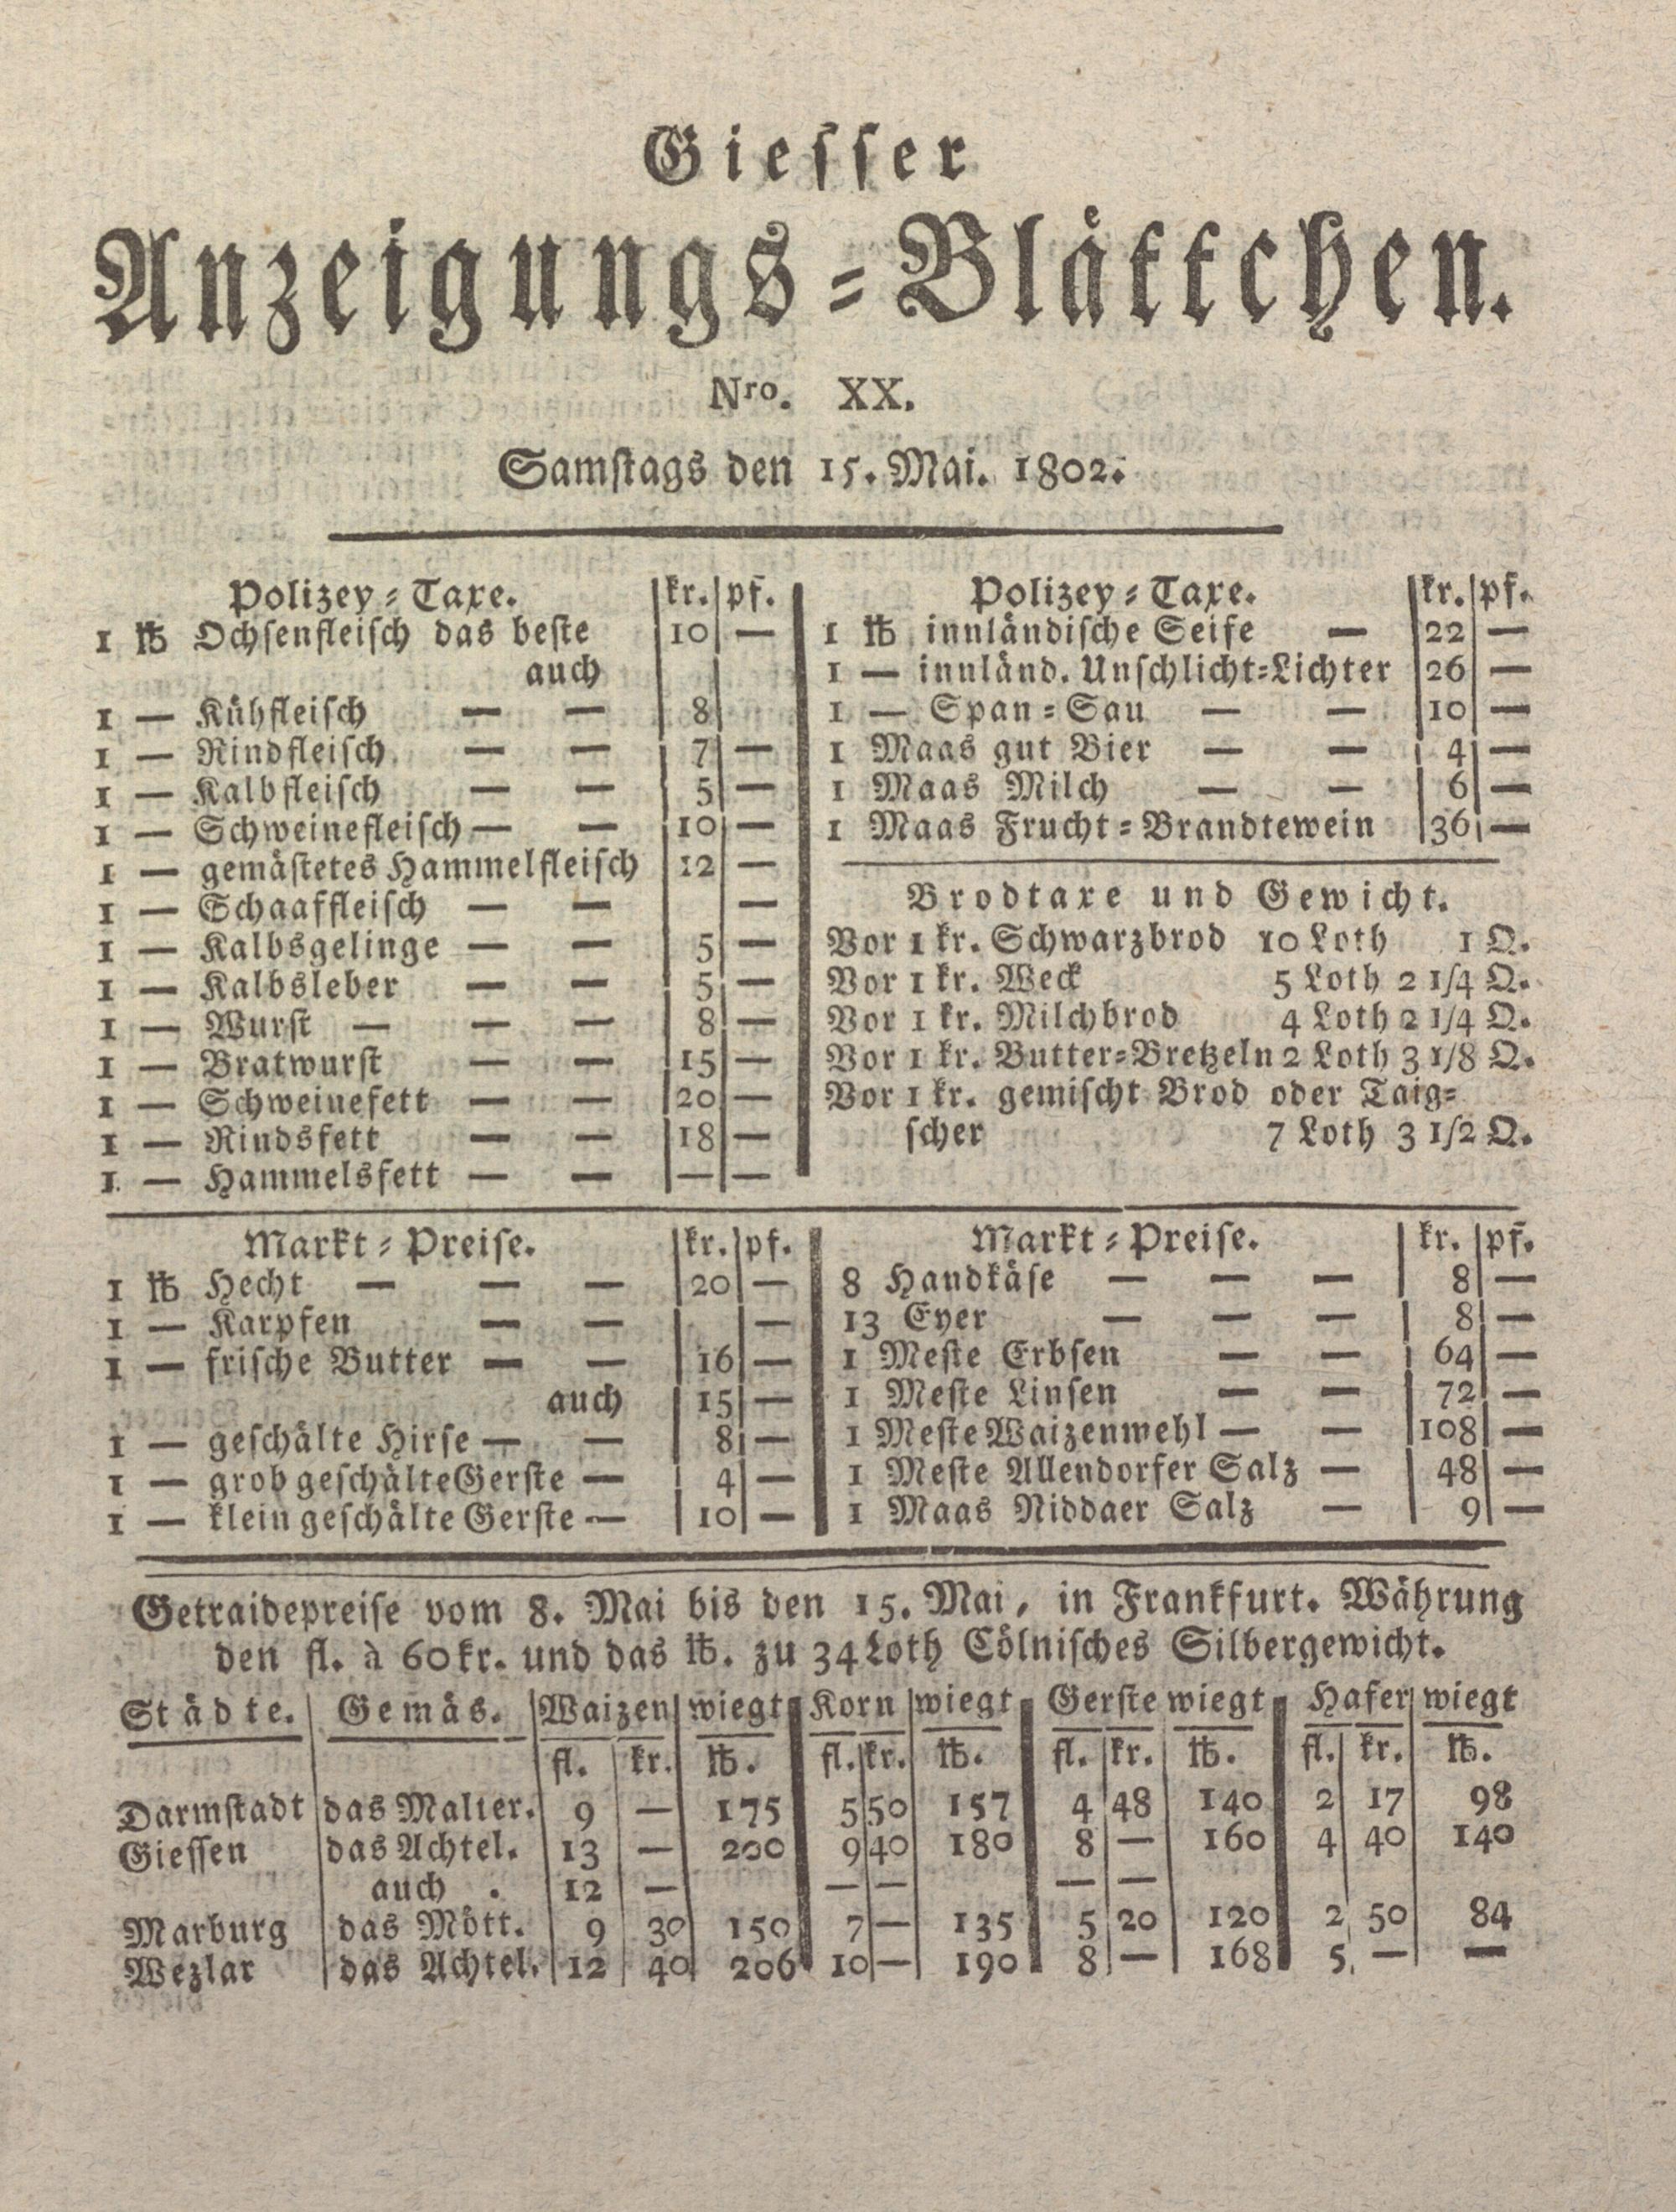 Giesser
Anzeigungs-Blättchen.
Nro. XX.
Samstags den 15. Mai. 1802.
Polizey-Taxe. kr. pf.
1 ℔ Ochsenfleisch das beste 10 —
auch
1 — Kühfleisch — — 8
1 — Rindfleisch — — 7 —
1 — Kalbfleisch — — 5 —
1 — Schweinefleisch — — 10 —
1 — gemästetes Hammelfleisch 12 —
1 — Schaaffleisch — — —
1 — Kalbsgelinge — — 5 —
1 — Kalbsleber — — 5 —
1 — Wurst — — — 8 —
1 — Bratwurst — — 15 —
1 — Schweinefett — — 20 —
1 — Rindsfett — — 18 —
1. — Hammelsfett — — — —
Polizey-Taxe. kr. pf.
1 ℔ innländische Seife — 22 —
1 — innländ. Unschlicht-Lichter 26 —
1 — Span-Sau — — 10 —
1 Maas gut Bier — — 4 —
1 Maas Milch — — 6 —
1 Maas Frucht-Brandtewein 36 —
Brodtaxe und Gewicht.
Vor 1 kr. Schwarzbrod 10 Loth 1 Q.
Vor 1 kr. Weck 5 Loth 2 1/4 Q.
Vor 1 kr. Milchbrod 4 Loth 2 1/4 Q.
Vor 1 kr. Butter-Bretzeln 2 Loth 3 1/8 Q.
Vor 1 kr. gemischt Brod oder Taig-
scher 7 Loth 3 1/2 Q.
Markt-Preise. kr. pf.
1 ℔ Hecht — — — 20 —
1 — Karpfen — — —
1 — frische Butter — — 16 —
auch 15 —
1 — geschälte Hirse — — 8 —
1 — grob geschälte Gerste — 4 —
1 — klein geschälte Gerste — 10 —
Markt-Preise. kr. pf.
8 Handkäse — — — 8 —
13 Eyer — — — 8 —
1 Meste Erbsen — — 64 —
1 Meste Linsen — — 72 —
1 Meste Waizenmehl — — 108 —
1 Meste Allendorfer Salz — 48 —
1 Maas Niddaer Salz — 9 —
Getraidepreise vom 8. Mai bis den 15. Mai, in Frankfurt. Währung
den fl. à 60 kr. und das ℔. zu 34 Loth Cölnisches Silbergewicht.
Städte. Gemäs. Waizen wiegt Korn wiegt Gerste wiegt Hafer wiegt
fl. kr. ℔. fl. kr. ℔. fl. kr. ℔. fl. kr. ℔.
Darmstadt das Malter. 9 — 175 5 50 157 4 48 140 2 17 98
Giessen das Achtel. 13 — 200 9 40 180 8 — 160 4 40 140
auch . 12 — — — — —
Marburg das Mött. 9 30 150 7 — 135 5 20 120 2 50 84
Wezlar das Achtel. 12 40 206 10 — 190 8 — 168 5 — —